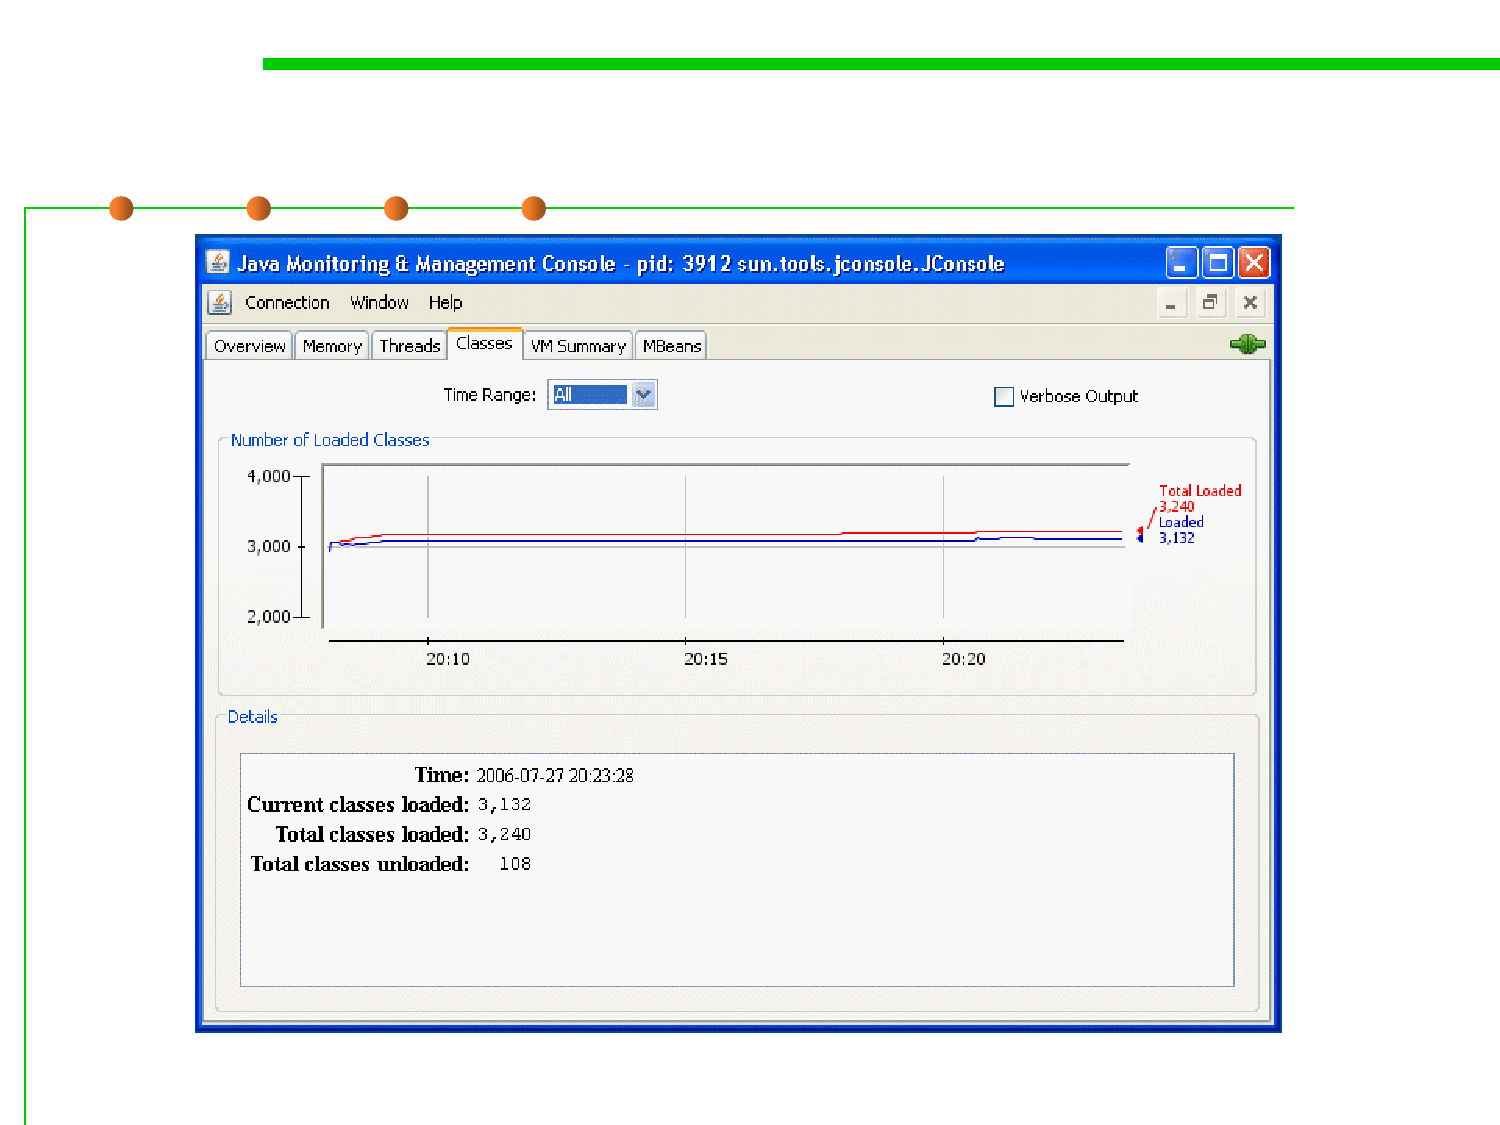 Java Monitoring & Management Console - pid: 3912 sun.tools.jconsole.JConsole
Connection Window Help
Overview Memory Threads Classes VM Summary MBeans
Time Range: All Verbose Output
Number of Loaded Classes
4,000
3,000
2,000
Total Loaded
3,240
Loaded
3,132
20:10 20:15 20:20
Details
Time: 2006-07-27 20:23:28
Current classes loaded: 3,132
Total classes loaded: 3,240
Total classes unloaded: 108